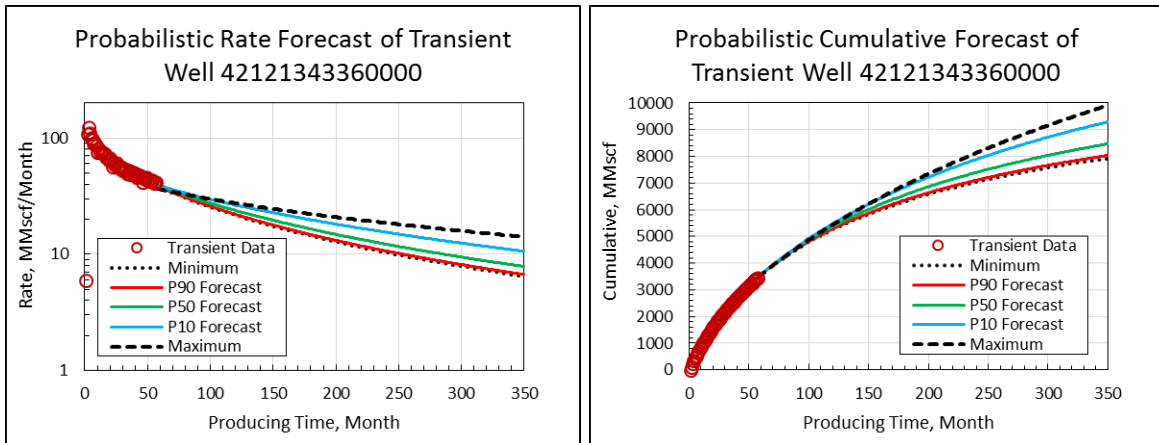 Probabilistic Rate Forecast of Transient
Well 42121343360000
Rate, MMscf/Month
100
10
1
Transient Data
Minimum
P90 Forecast
P50 Forecast
P10 Forecast
Maximum
0 50 100 150 200 250 300 350
Producing Time, Month
Probabilistic Cumulative Forecast of
Transient Well 42121343360000
Cumulative, MMscf
10000
9000
8000
7000
6000
5000
4000
3000
2000
1000
0
Transient Data
Minimum
P90 Forecast
P50 Forecast
P10 Forecast
Maximum
0 50 100 150 200 250 300 350
Producing Time, Month